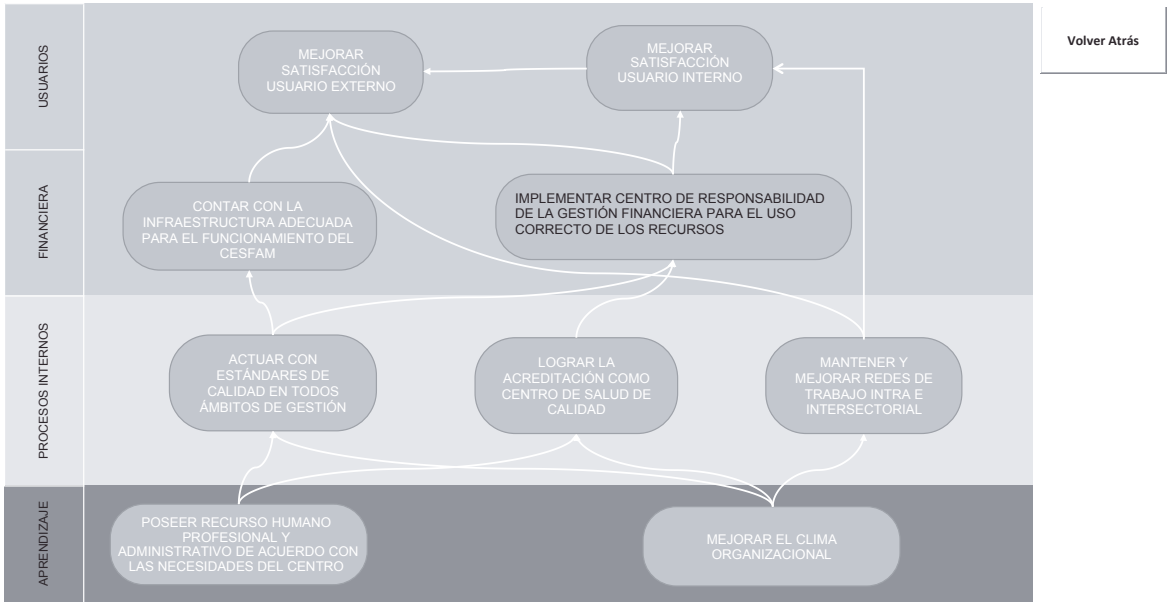 USUARIOS
MEJORAR
SATISFACCIÓN
USUARIO EXTERNO
MEJORAR
SATISFACCIÓN
USUARIO INTERNO
Volver Atrás
FINANCIERA
CONTAR CON LA
INFRAESTRUCTURA ADECUADA
PARA EL FUNCIONAMIENTO DEL
CESFAM
IMPLEMENTAR CENTRO DE RESPONSABILIDAD
DE LA GESTIÓN FINANCIERA PARA EL USO
CORRECTO DE LOS RECURSOS
PROCESOS INTERNOS
ACTUAR CON
ESTÁNDARES DE
CALIDAD EN TODOS
ÁMBITOS DE GESTIÓN
LOGRAR LA
ACREDITACIÓN COMO
CENTRO DE SALUD DE
CALIDAD
MANTENER Y
MEJORAR REDES DE
TRABAJO INTRA E
INTERSECTORIAL
APRENDIZAJE
POSEER RECURSO HUMANO
PROFESIONAL Y
ADMINISTRATIVO DE ACUERDO CON
LAS NECESIDADES DEL CENTRO
MEJORAR EL CLIMA
ORGANIZACIONAL